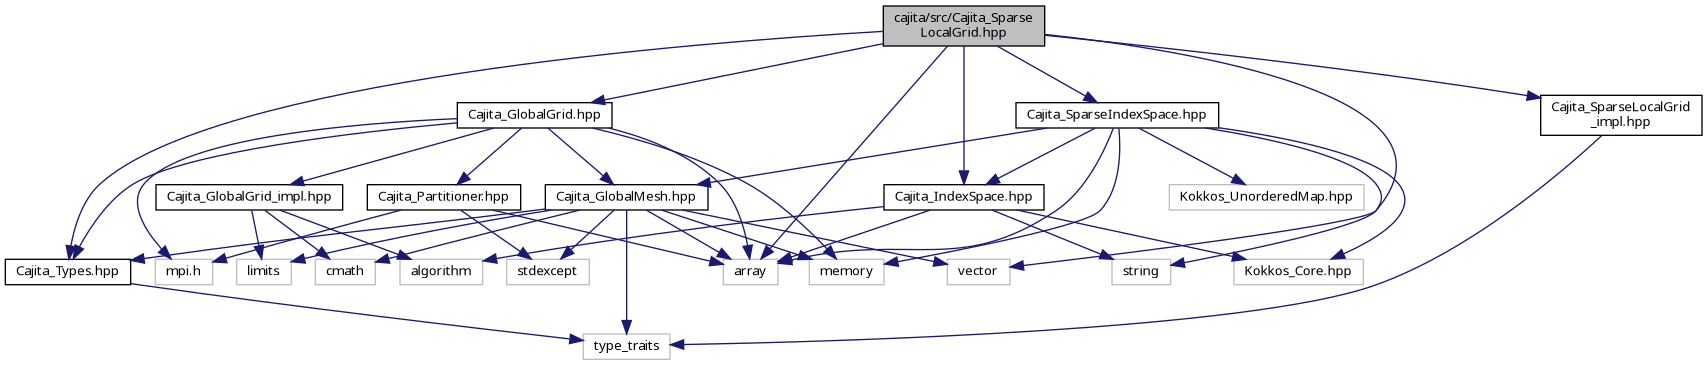 cajita/src/Cajita_Sparse
LocalGrid.hpp
Cajita_GlobalGrid.hpp
Cajita_SparseIndexSpace.hpp
Cajita_SparseLocalGrid
_impl.hpp
Cajita_GlobalGrid_impl.hpp
Cajita_Partitioner.hpp
Cajita_GlobalMesh.hpp
Cajita_IndexSpace.hpp
Kokkos_UnorderedMap.hpp
Cajita_Types.hpp
mpi.h
limits
cmath
algorithm
stdexcept
array
memory
vector
string
Kokkos_Core.hpp
type_traits